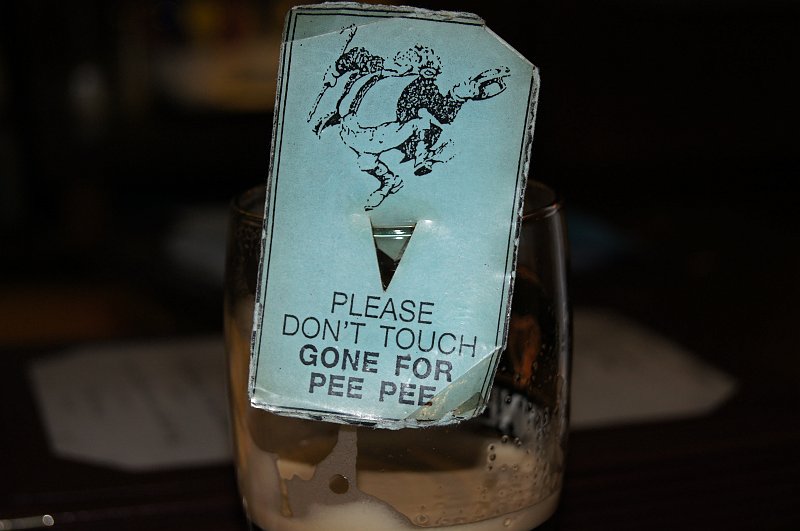 PLEASE
DON'T TOUCH
GONE FOR
PEE PEE